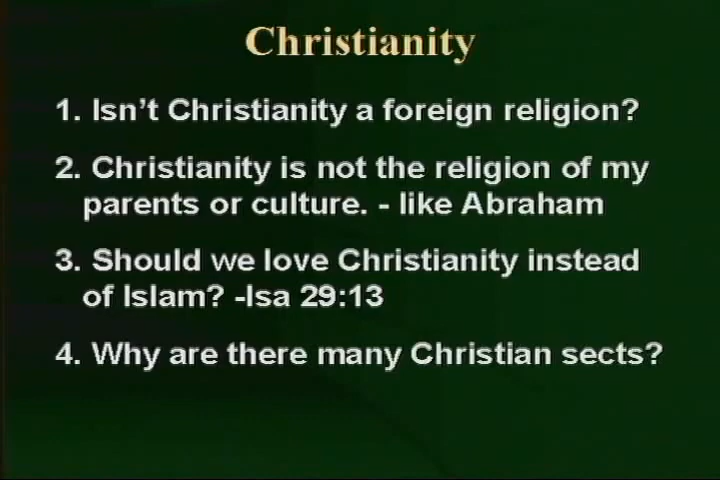 Christianity
1. Isn't Christianity a foreign religion?
2. Christianity is not the religion of my
parents or culture. - like Abraham
3. Should we love Christianity instead
of Islam? -Isa 29:13
4. Why are there many Christian sects?